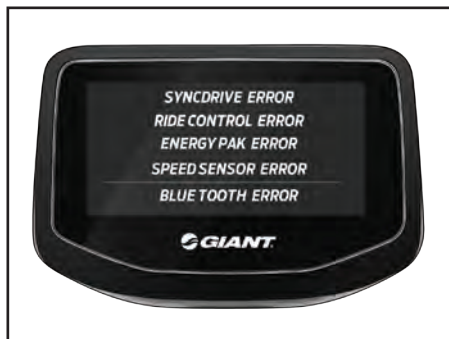 SYNCDRIVE ERROR
RIDE CONTROL ERROR
ENERGY PAK ERROR
SPEED SENSOR ERROR
BLUE TOOTH ERROR
GIANT